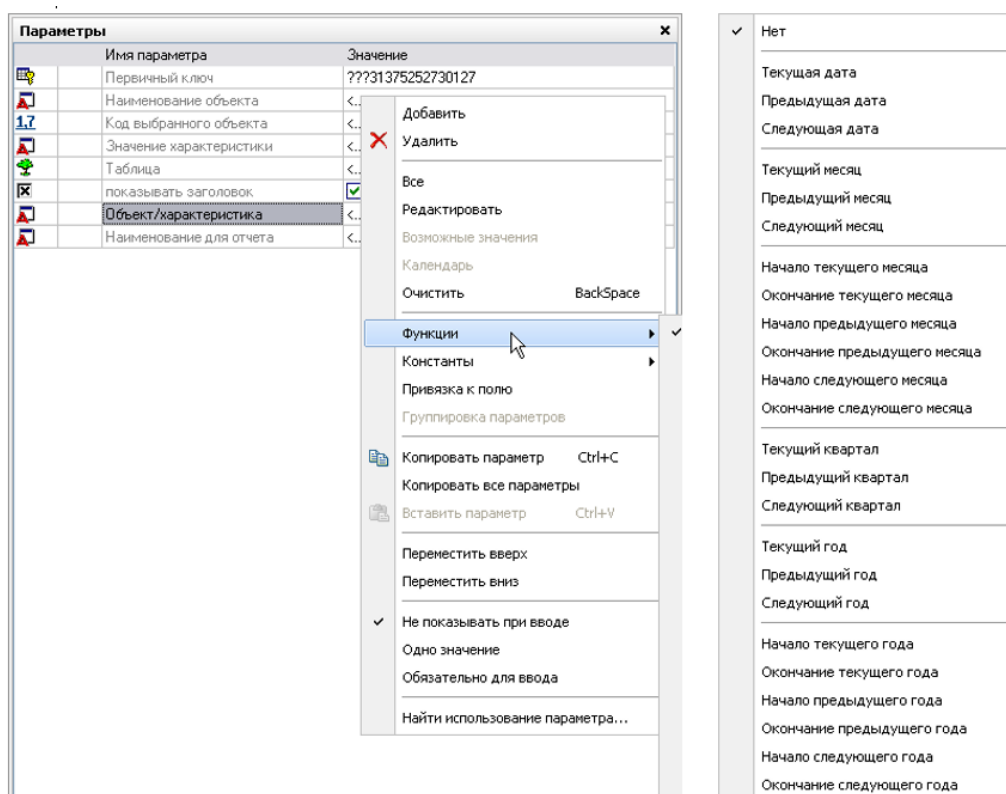 Параметры
Имя параметра Значение
Первичный ключ ???31375252730127
Наименование объекта <..
1,7 Код выбранного объекта <..
Значение характеристики <..
Таблица <..
показывать заголовок
Объект/характеристика <..
Наименование для отчета <..
Добавить
Удалить
Все
Редактировать
Возможные значения
Календарь
Очистить BackSpace
Функции
Константы
Привязка к полю
Группировка параметров
Копировать параметр Ctrl+C
Копировать все параметры
Вставить параметр Ctrl+V
Переместить вверх
Переместить вниз
Не показывать при вводе
Одно значение
Обязательно для ввода
Найти использование параметра...
Нет
Текущая дата
Предыдущая дата
Следующая дата
Текущий месяц
Предыдущий месяц
Следующий месяц
Начало текущего месяца
Окончание текущего месяца
Начало предыдущего месяца
Окончание предыдущего месяца
Начало следующего месяца
Окончание следующего месяца
Текущий квартал
Предыдущий квартал
Следующий квартал
Текущий год
Предыдущий год
Следующий год
Начало текущего года
Окончание текущего года
Начало предыдущего года
Окончание предыдущего года
Начало следующего года
Окончание следующего года